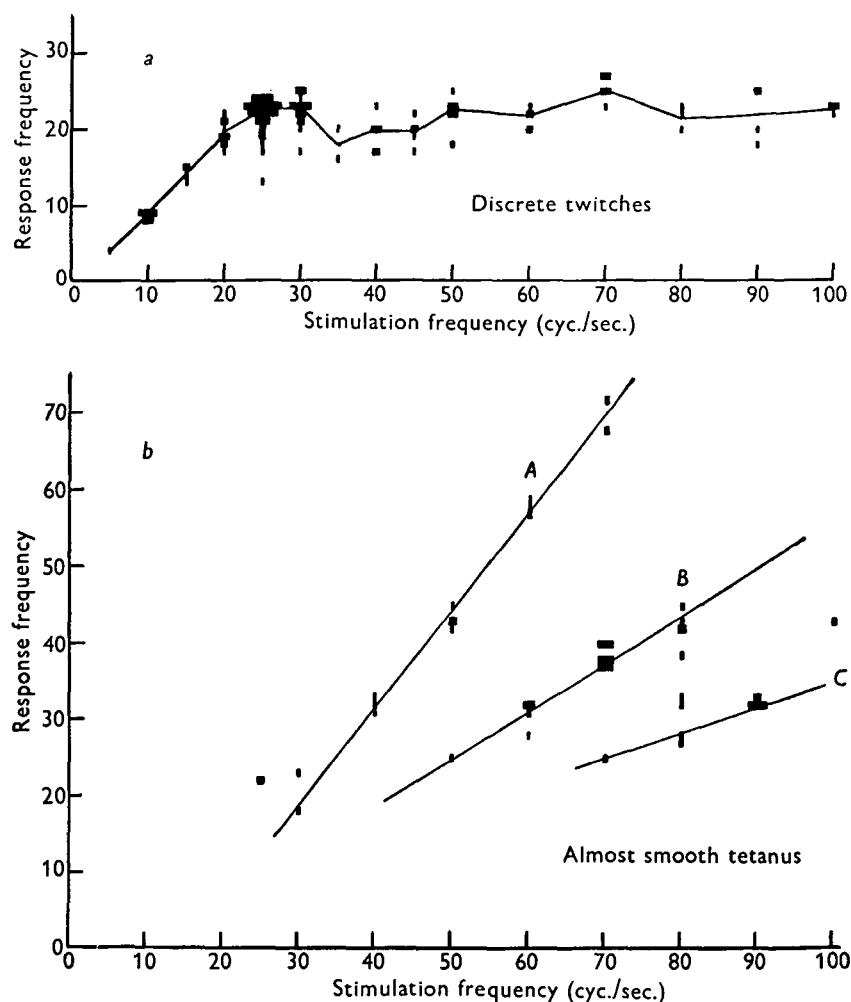 30
20
10
0
Response frequency
a
Discrete twitches
0 10 20 30 40 50 60 70 80 90 100
Stimulation frequency (cyc./sec.)
70
60
50
40
30
20
10
0
Response frequency
b
A
B
C
Almost smooth tetanus
0 10 20 30 40 50 60 70 80 90 100
Stimulation frequency (cyc./sec.)